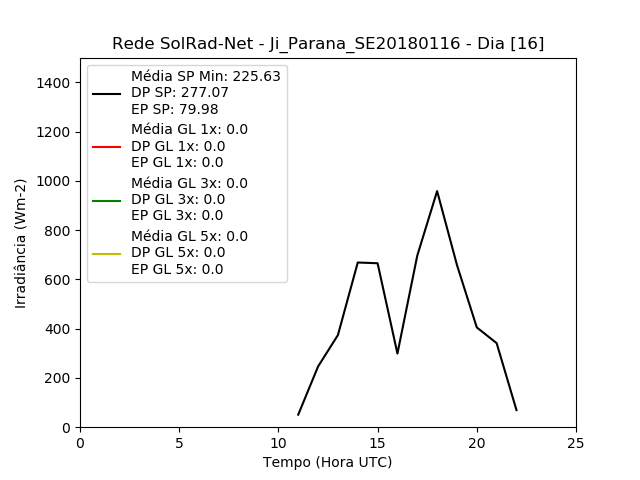 Rede SolRad-Net - Ji_Parana_SE20180116 - Dia [16]
Média SP Min: 225.63
DP SP: 277.07
EP SP: 79.98
Média GL 1x: 0.0
DP GL 1x: 0.0
EP GL 1x: 0.0
Média GL 3x: 0.0
DP GL 3x: 0.0
EP GL 3x: 0.0
Média GL 5x: 0.0
DP GL 5x: 0.0
EP GL 5x: 0.0
Irradiância (Wm-2)
1400
1200
1000
800
600
400
200
0
0 5 10 15 20 25
Tempo (Hora UTC)